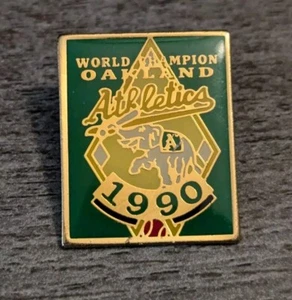 WORLD CHAMPION
OAKLAND
Athletics
A
1990